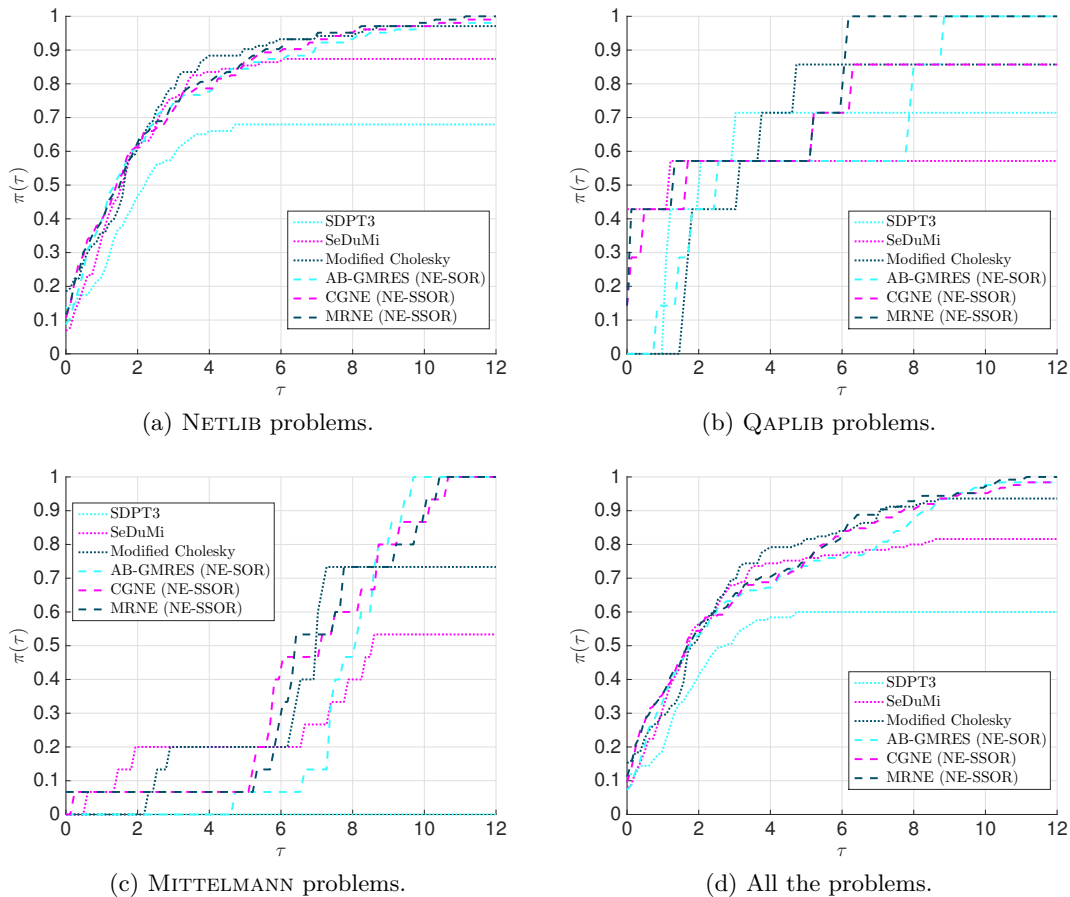 1
0.9
0.8
0.7
0.6
0.5
0.4
0.3
0.2
0.1
0
π(τ)
SDPT3
SeDuMi
Modified Cholesky
AB-GMRES (NE-SOR)
CGNE (NE-SSOR)
MRNE (NE-SSOR)
0 2 4 6 8 10 12
τ
(a) NETLIB problems.
1
0.9
0.8
0.7
0.6
0.5
0.4
0.3
0.2
0.1
0
π(τ)
SDPT3
SeDuMi
Modified Cholesky
AB-GMRES (NE-SOR)
CGNE (NE-SSOR)
MRNE (NE-SSOR)
0 2 4 6 8 10 12
τ
(b) QAPLIB problems.
1
0.9
0.8
0.7
0.6
0.5
0.4
0.3
0.2
0.1
0
π(τ)
SDPT3
SeDuMi
Modified Cholesky
AB-GMRES (NE-SOR)
CGNE (NE-SSOR)
MRNE (NE-SSOR)
0 2 4 6 8 10 12
τ
(c) MITTELMANN problems.
1
0.9
0.8
0.7
0.6
0.5
0.4
0.3
0.2
0.1
0
π(τ)
SDPT3
SeDuMi
Modified Cholesky
AB-GMRES (NE-SOR)
CGNE (NE-SSOR)
MRNE (NE-SSOR)
0 2 4 6 8 10 12
τ
(d) All the problems.